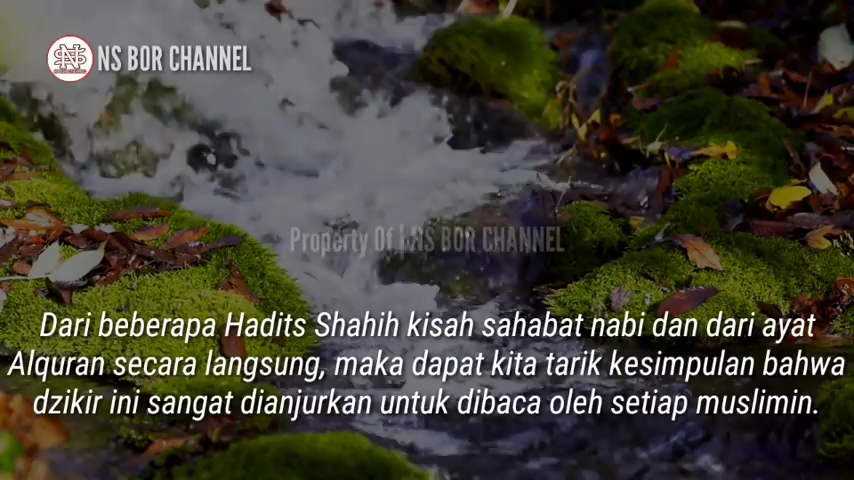 NS BOR CHANNEL
Property Of | NS BOR CHANNEL
Dari beberapa Hadits Shahih kisah sahabat nabi dan dari ayat
Alquran secara langsung, maka dapat kita tarik kesimpulan bahwa
dzikir ini sangat dianjurkan untuk dibaca oleh setiap muslimin.